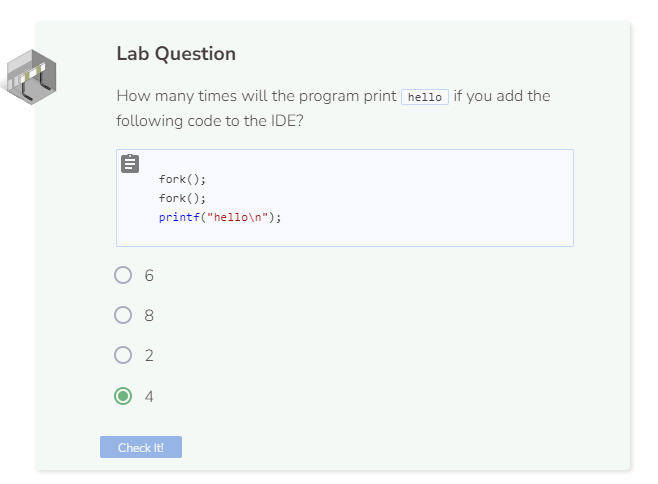 Lab Question
How many times will the program print hello if you add the
following code to the IDE?
fork();
fork();
printf("hello\n");
6
8
2
4
Check It!